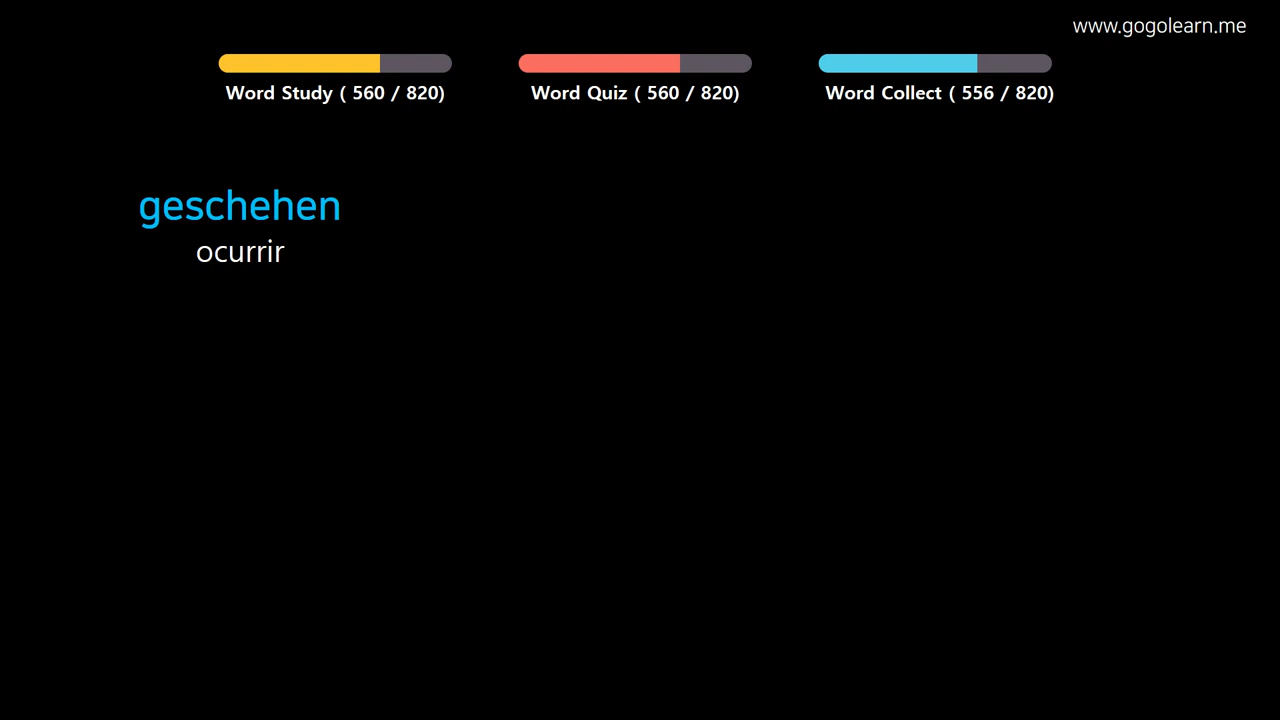 www.gogolearn.me
Word Study ( 560 / 820)
Word Quiz ( 560 / 820)
Word Collect ( 556 / 820)
geschehen
ocurrir